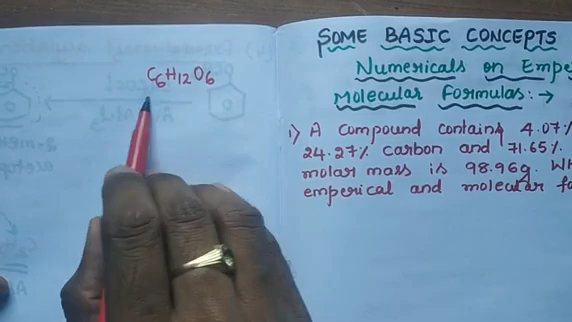 C6H12O6
SOME BASIC CONCEPTS
Numericals on Empe
Molecular Formulas:→
1) A compound contains 4.07%
24.27% carbon and 71.65%.
molar mass is 98.96g. Wh
emperical and molecular fo